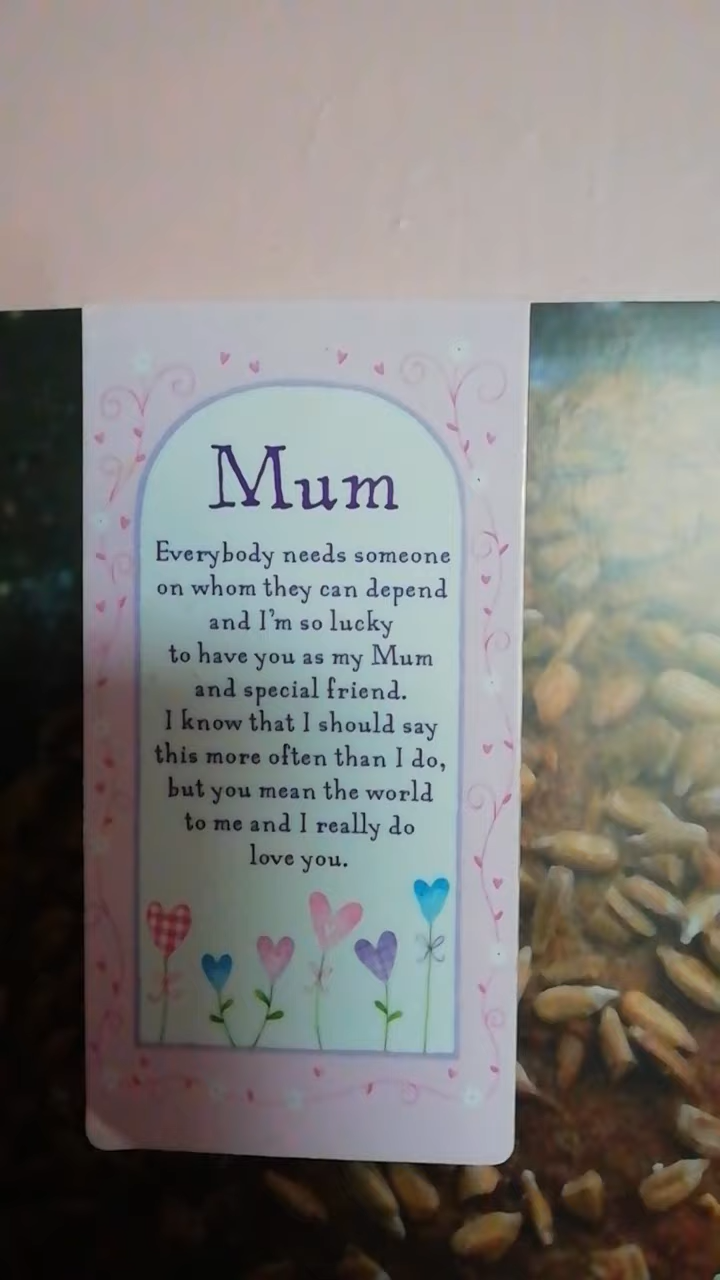 Mum
Everybody needs someone
on whom they can depend
and I'm so lucky
to have you as my Mum
and special friend.
I know that I should say
this more often than I do,
but you mean the world
to me and I really do
love you.